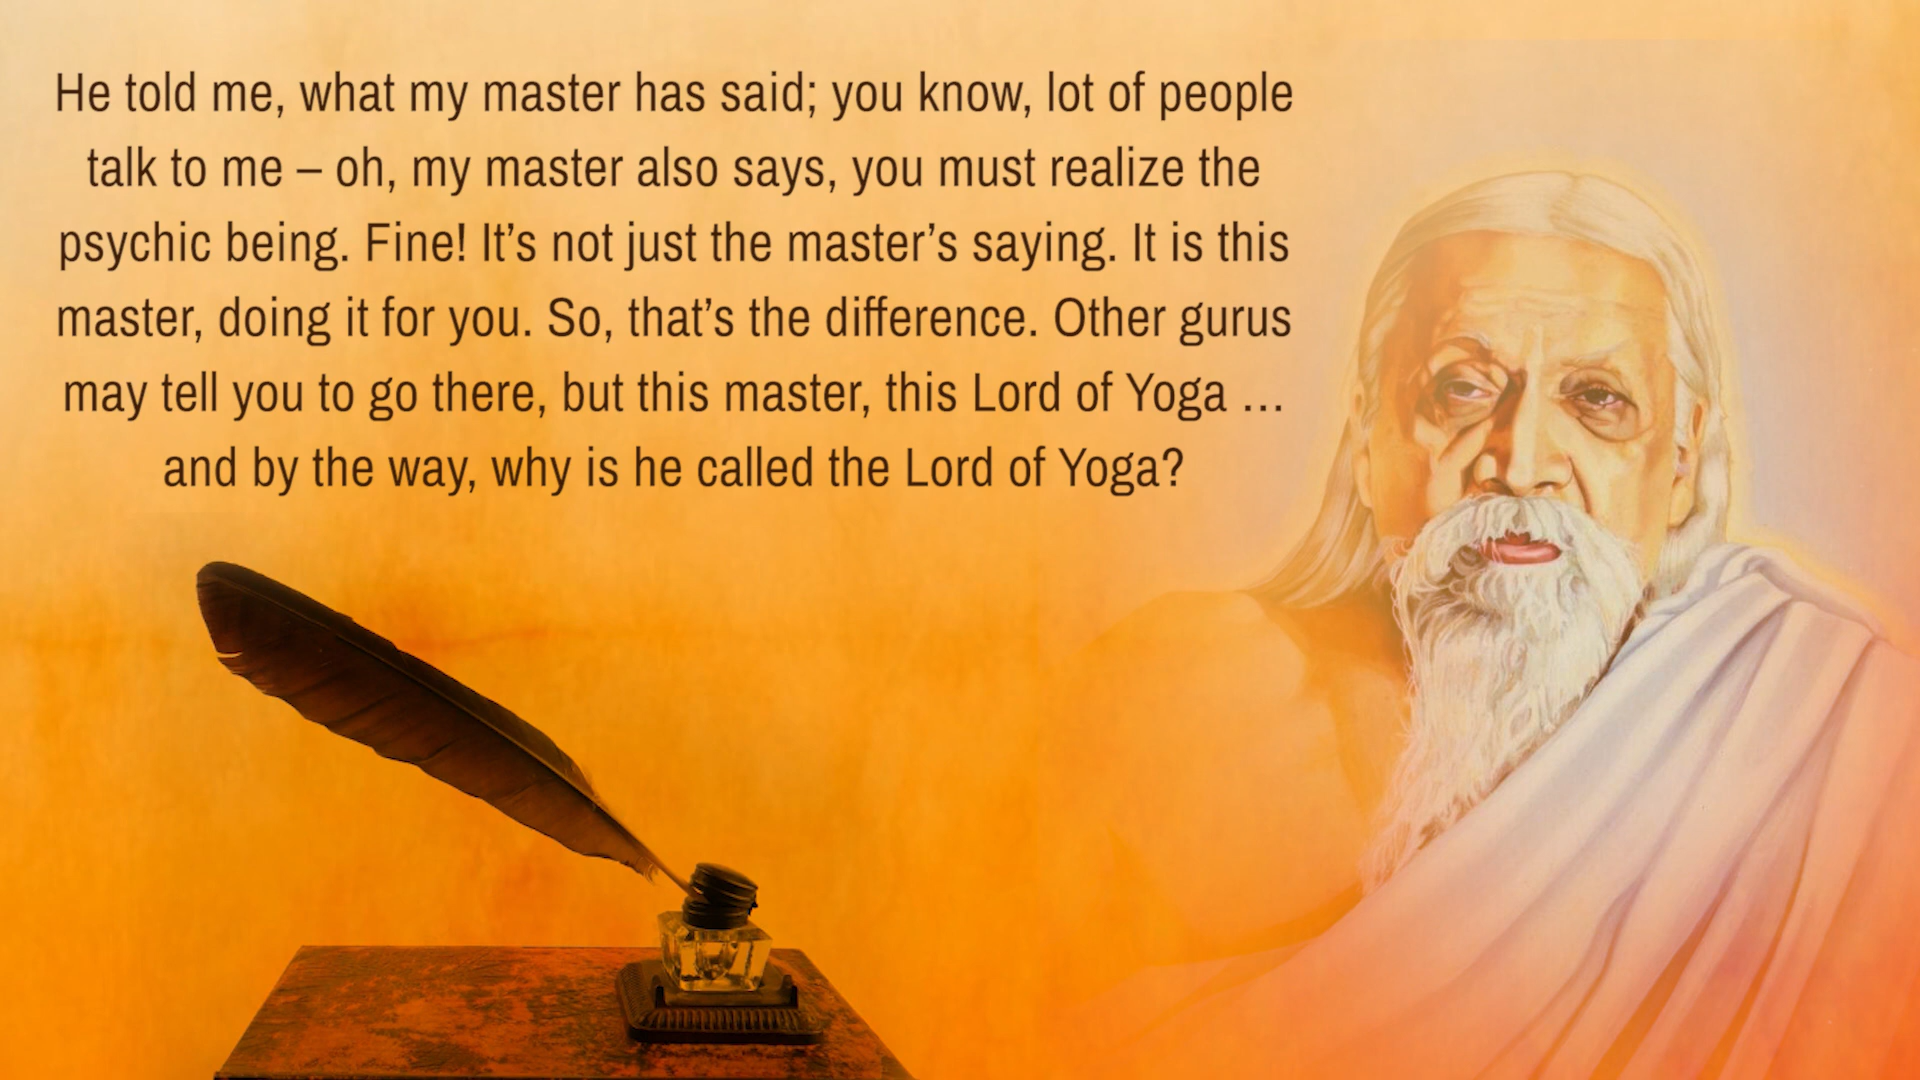 He told me, what my master has said; you know, lot of people
talk to me – oh, my master also says, you must realize the
psychic being. Fine! It’s not just the master’s saying. It is this
master, doing it for you. So, that’s the difference. Other gurus
may tell you to go there, but this master, this Lord of Yoga …
and by the way, why is he called the Lord of Yoga?